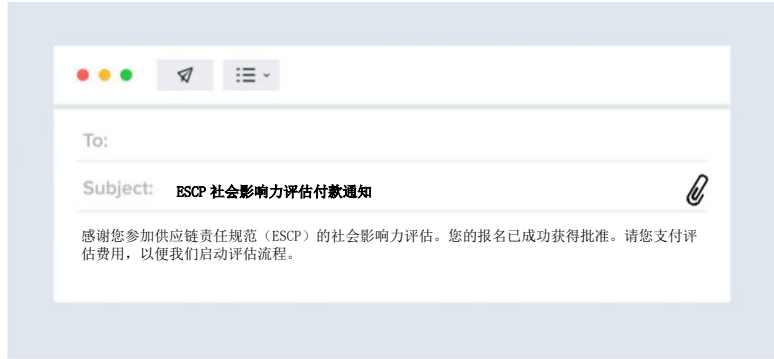 To:
Subject: ESCP 社会影响力评估付款通知
感谢您参加供应链责任规范（ESCP）的社会影响力评估。您的报名已成功获得批准。请您支付评
估费用，以便我们启动评估流程。